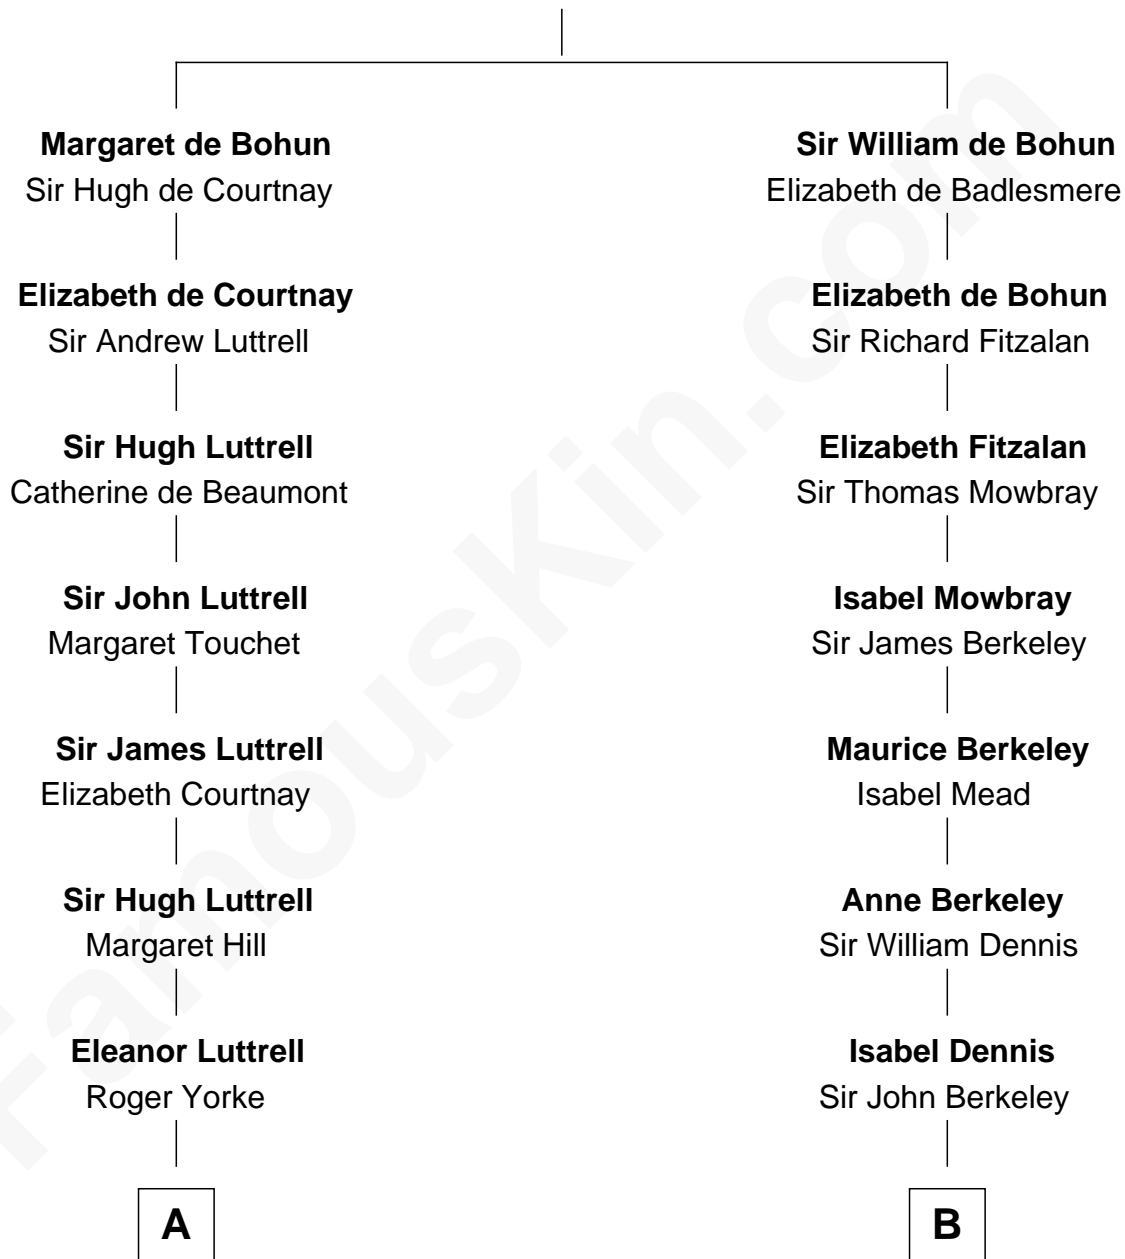 Margaret de Bohun
Sir Hugh de Courtnay
Elizabeth de Courtnay
Sir Andrew Luttrell
Sir Hugh Luttrell
Catherine de Beaumont
Sir John Luttrell
Margaret Touchet
Sir James Luttrell
Elizabeth Courtnay
Sir Hugh Luttrell
Margaret Hill
Eleanor Luttrell
Roger Yorke
A
Sir William de Bohun
Elizabeth de Badlesmere
Elizabeth de Bohun
Sir Richard Fitzalan
Elizabeth Fitzalan
Sir Thomas Mowbray
Isabel Mowbray
Sir James Berkeley
Maurice Berkeley
Isabel Mead
Anne Berkeley
Sir William Dennis
Isabel Dennis
Sir John Berkeley
B
FamousKin.com